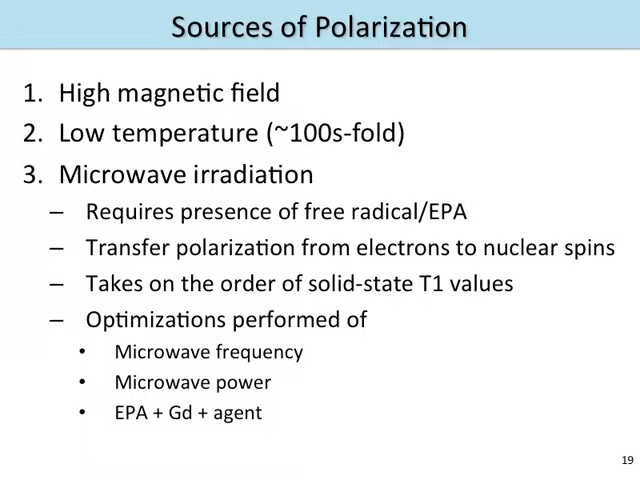 Sources of Polarization
1. High magnetic field
2. Low temperature (~100s-fold)
3. Microwave irradiation
– Requires presence of free radical/EPA
– Transfer polarization from electrons to nuclear spins
– Takes on the order of solid-state T1 values
– Optimizations performed of
• Microwave frequency
• Microwave power
• EPA + Gd + agent
19